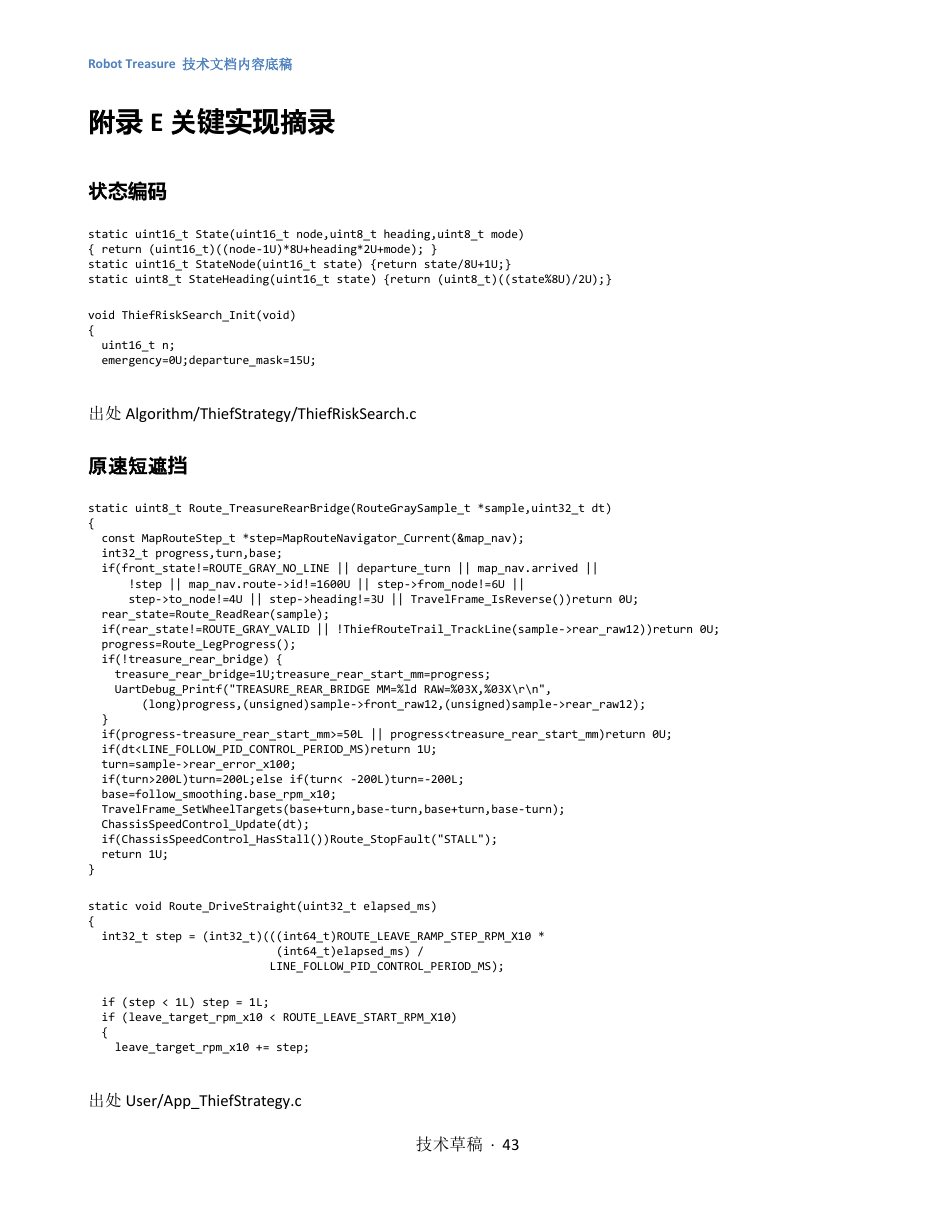 Robot Treasure 技术文档内容底稿
附录 E 关键实现摘录
状态编码
static uint16_t State(uint16_t node,uint8_t heading,uint8_t mode)
{ return (uint16_t)((node-1U)*8U+heading*2U+mode); }
static uint16_t StateNode(uint16_t state) {return state/8U+1U;}
static uint8_t StateHeading(uint16_t state) {return (uint8_t)((state%8U)/2U);}

void ThiefRiskSearch_Init(void)
{
  uint16_t n;
  emergency=0U;departure_mask=15U;

出处 Algorithm/ThiefStrategy/ThiefRiskSearch.c
原速短遮挡
static uint8_t Route_TreasureRearBridge(RouteGraySample_t *sample,uint32_t dt)
{
  const MapRouteStep_t *step=MapRouteNavigator_Current(&map_nav);
  int32_t progress,turn,base;
  if(front_state!=ROUTE_GRAY_NO_LINE || departure_turn || map_nav.arrived ||
      !step || map_nav.route->id!=1600U || step->from_node!=6U ||
      step->to_node!=4U || step->heading!=3U || TravelFrame_IsReverse())return 0U;
  rear_state=Route_ReadRear(sample);
  if(rear_state!=ROUTE_GRAY_VALID || !ThiefRouteTrail_TrackLine(sample->rear_raw12))return 0U;
  progress=Route_LegProgress();
  if(!treasure_rear_bridge) {
    treasure_rear_bridge=1U;treasure_rear_start_mm=progress;
    UartDebug_Printf("TREASURE_REAR_BRIDGE MM=%ld RAW=%03X,%03X\r\n",
        (long)progress,(unsigned)sample->front_raw12,(unsigned)sample->rear_raw12);
  }
  if(progress-treasure_rear_start_mm>=50L || progress<treasure_rear_start_mm)return 0U;
  if(dt<LINE_FOLLOW_PID_CONTROL_PERIOD_MS)return 1U;
  turn=sample->rear_error_x100;
  if(turn>200L)turn=200L;else if(turn< -200L)turn=-200L;
  base=follow_smoothing.base_rpm_x10;
  TravelFrame_SetWheelTargets(base+turn,base-turn,base+turn,base-turn);
  ChassisSpeedControl_Update(dt);
  if(ChassisSpeedControl_HasStall())Route_StopFault("STALL");
  return 1U;
}

static void Route_DriveStraight(uint32_t elapsed_ms)
{
  int32_t step = (int32_t)(((int64_t)ROUTE_LEAVE_RAMP_STEP_RPM_X10 *
                            (int64_t)elapsed_ms) /
                           LINE_FOLLOW_PID_CONTROL_PERIOD_MS);

  if (step < 1L) step = 1L;
  if (leave_target_rpm_x10 < ROUTE_LEAVE_START_RPM_X10)
  {
    leave_target_rpm_x10 += step;

出处 User/App_ThiefStrategy.c
技术草稿 · 43